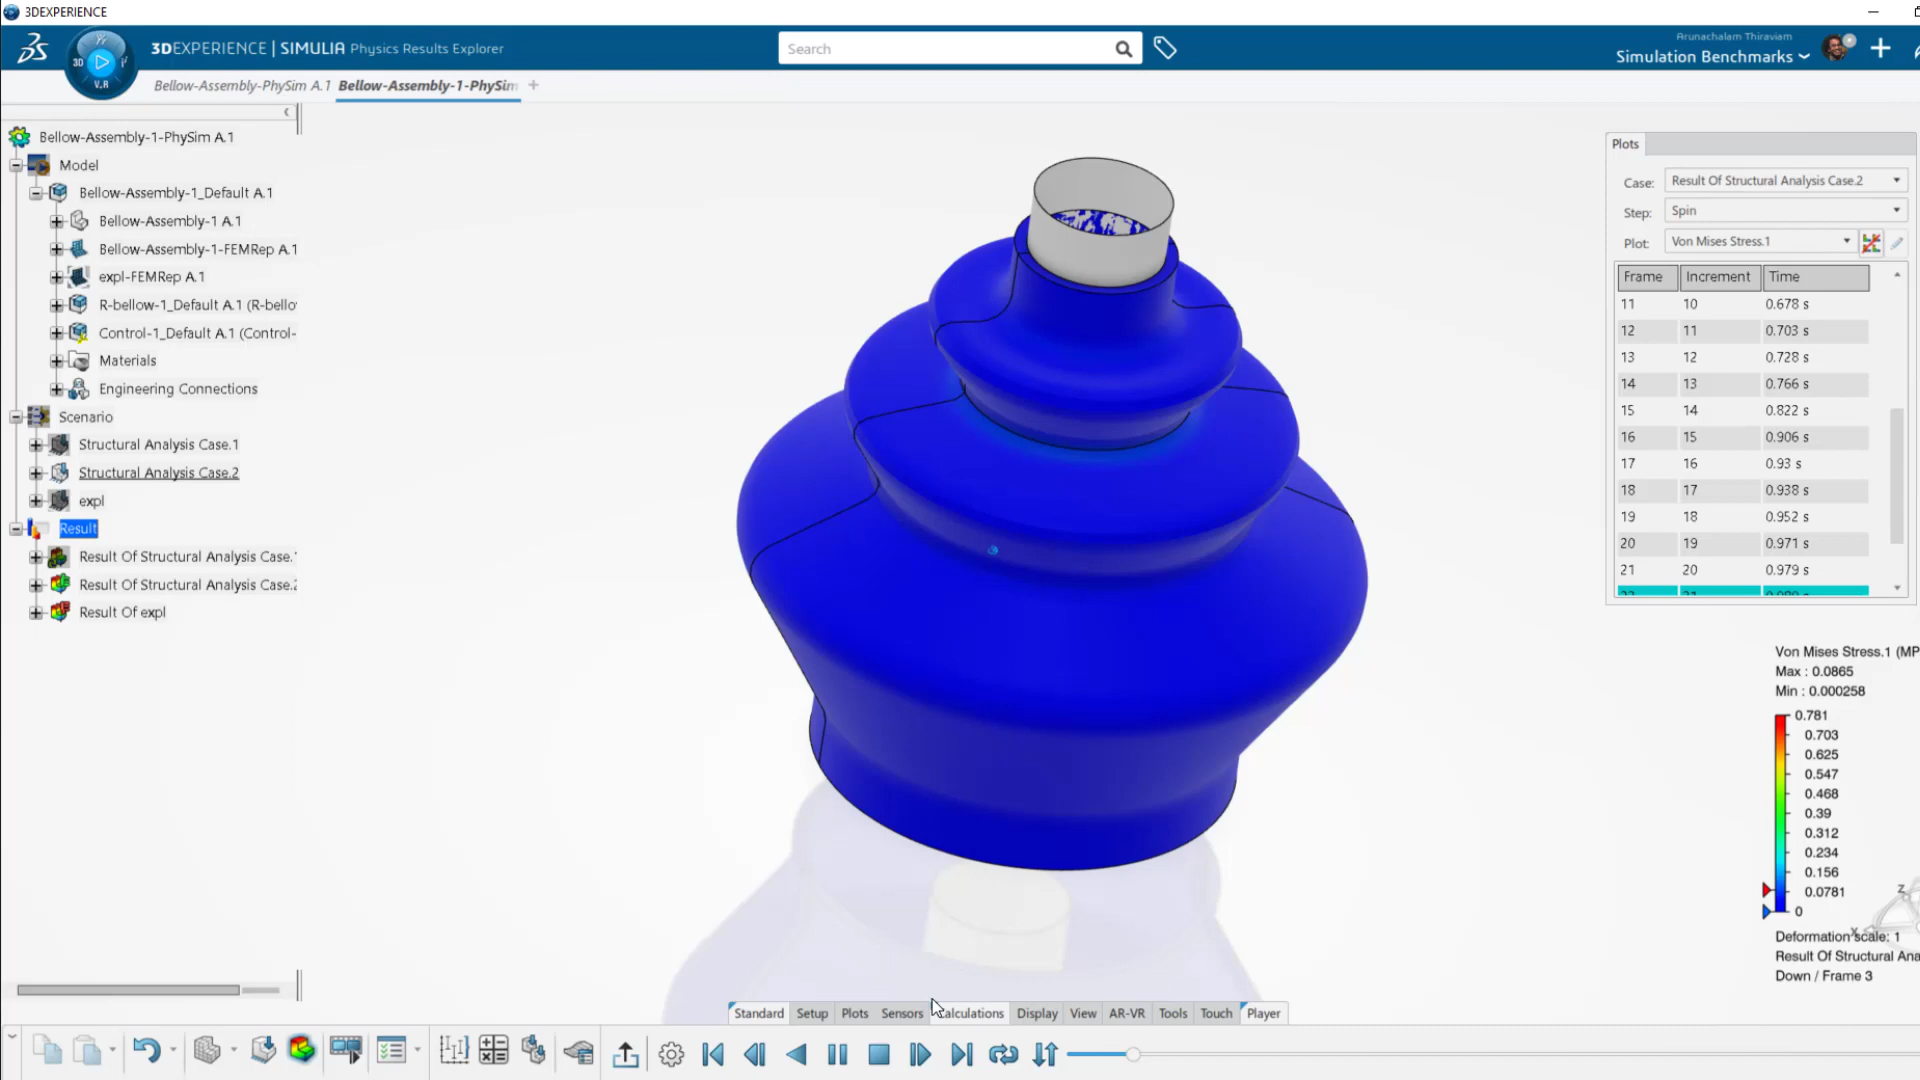 3DEXPERIENCE
3DEXPERIENCE | SIMULIA Physics Results Explorer
Search
Arunachalam Thiraviam
Simulation Benchmarks
3D
V.R
Bellow-Assembly-PhySim A.1
Bellow-Assembly-1-PhySim
Bellow-Assembly-1-PhySim A.1
Model
Bellow-Assembly-1_Default A.1
Bellow-Assembly-1 A.1
Bellow-Assembly-1-FEMRep A.1
expl-FEMRep A.1
R-bellow-1_Default A.1 (R-bello
Control-1_Default A.1 (Control-
Materials
Engineering Connections
Scenario
Structural Analysis Case.1
Structural Analysis Case.2
expl
Result
Result Of Structural Analysis Case.
Result Of Structural Analysis Case.2
Result Of expl
Plots
Case: Result Of Structural Analysis Case.2
Step: Spin
Plot: Von Mises Stress.1
Frame Increment Time
11 10 0.678 s
12 11 0.703 s
13 12 0.728 s
14 13 0.766 s
15 14 0.822 s
16 15 0.906 s
17 16 0.93 s
18 17 0.938 s
19 18 0.952 s
20 19 0.971 s
21 20 0.979 s
Von Mises Stress.1 (MP
Max : 0.0865
Min : 0.000258
0.781
0.703
0.625
0.547
0.468
0.39
0.312
0.234
0.156
0.0781
0
Z
X
Deformation scale: 1
Result Of Structural Ana
Down / Frame 3
Standard Setup Plots Sensors alculations Display View AR-VR Tools Touch Player